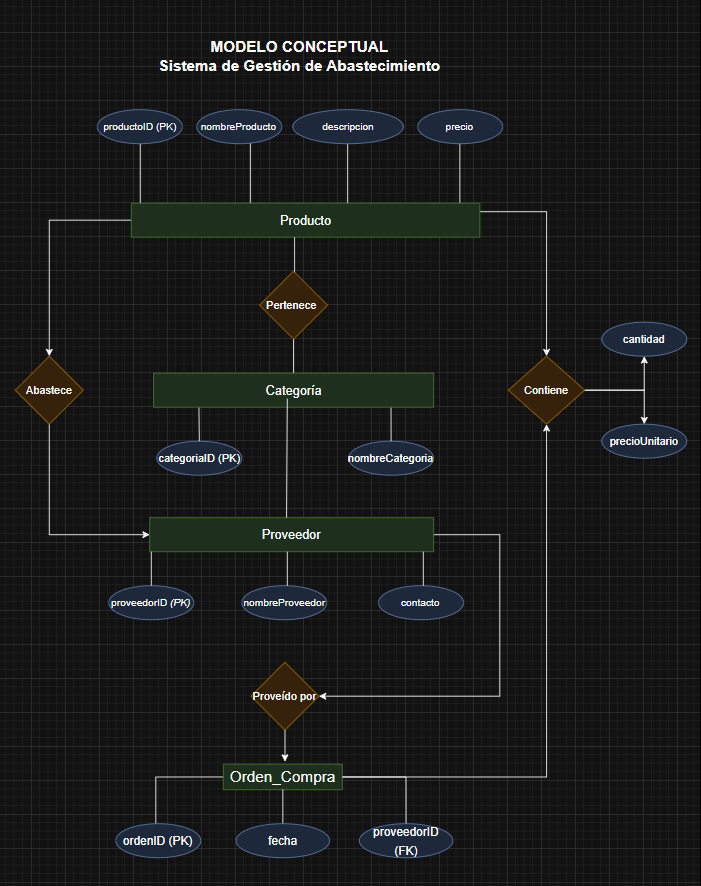 MODELO CONCEPTUAL
Sistema de Gestión de Abastecimiento
productoID (PK)
nombreProducto
descripcion
precio
Producto
Pertenece
cantidad
Abastece
Categoría
Contiene
precioUnitario
categoriaID (PK)
nombreCategoria
Proveedor
proveedorID (PK)
nombreProveedor
contacto
Proveído por
Orden_Compra
ordenID (PK)
fecha
proveedorID
(FK)